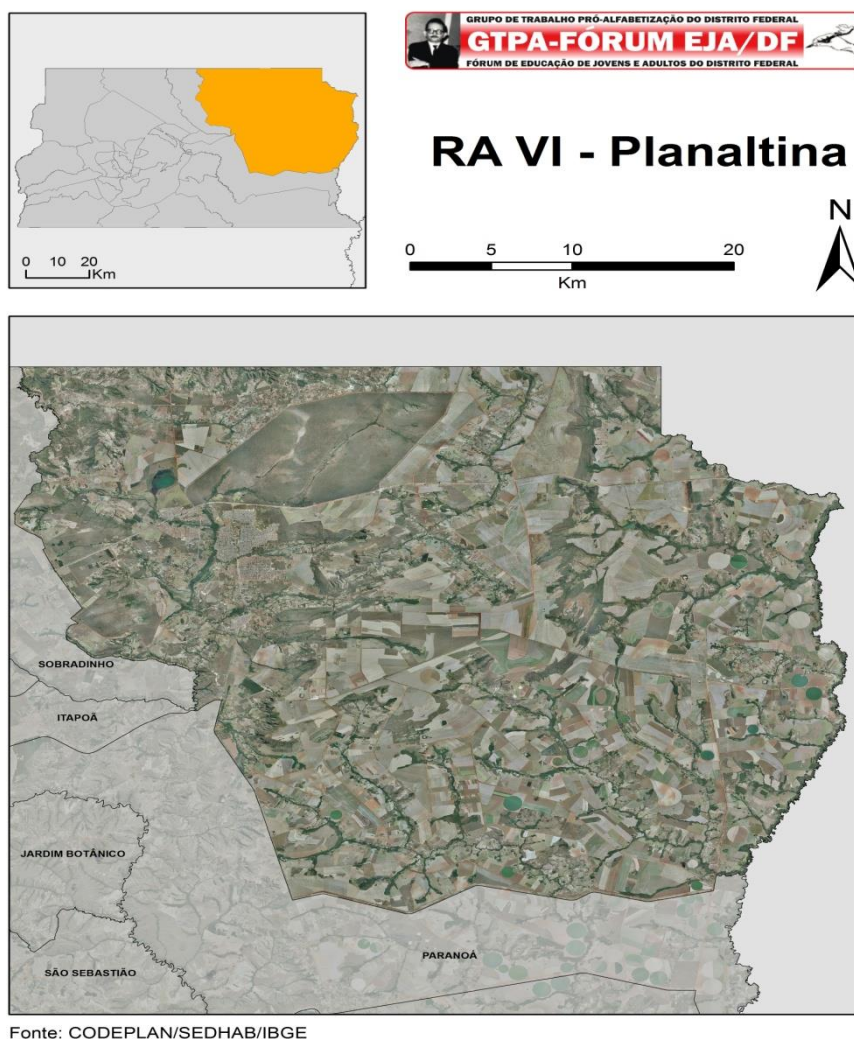 GRUPO DE TRABALHO PRÓ-ALFABETIZAÇÃO DO DISTRITO FEDERAL
GTPA-FÓRUM EJA/DF
FÓRUM DE EDUCAÇÃO DE JOVENS E ADULTOS DO DISTRITO FEDERAL
RA VI - Planaltina
N
0 5 10 20
Km
0 10 20
Km
SOBRADINHO
ITAPOÃ
JARDIM BOTÂNICO
SÃO SEBASTIÃO
PARANOÁ
Fonte: CODEPLAN/SEDHAB/IBGE